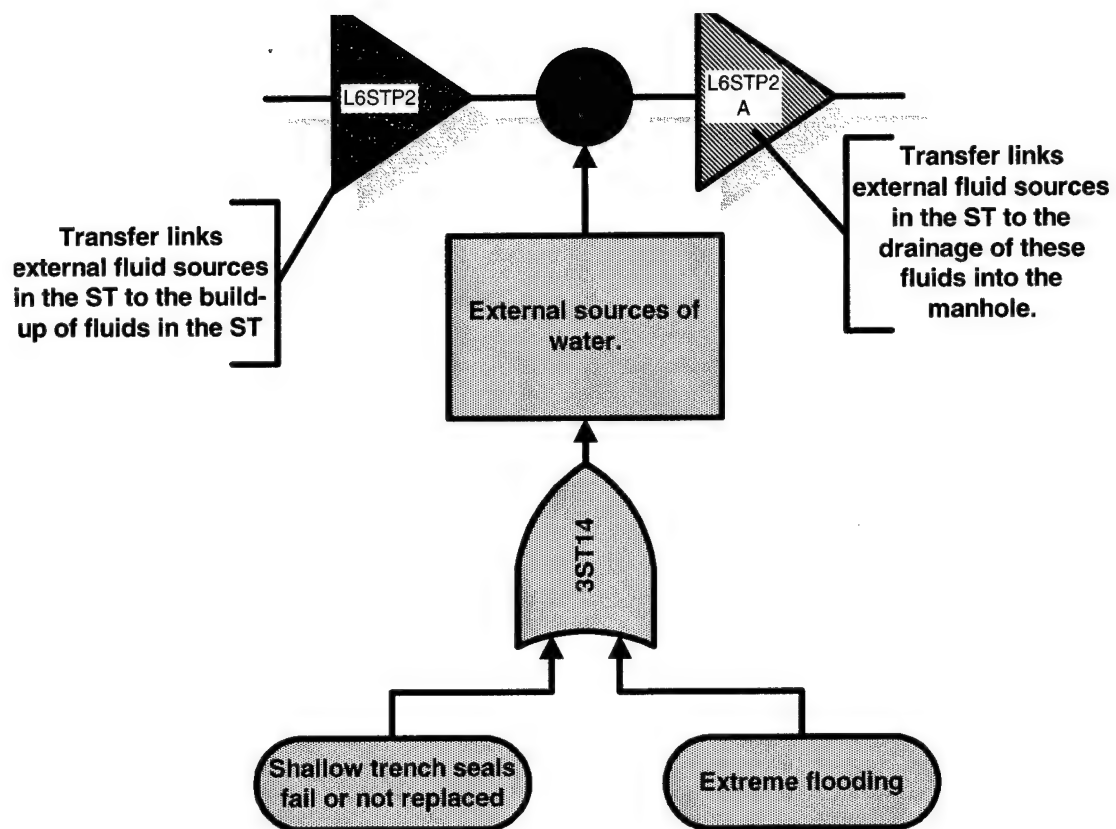 L6STP2
L6STP2
A
Transfer links
external fluid sources
in the ST to the
drainage of these
fluids into the
manhole.
Transfer links
external fluid sources
in the ST to the build-
up of fluids in the ST
External sources of
water.
3ST14
Shallow trench seals
fail or not replaced
Extreme flooding